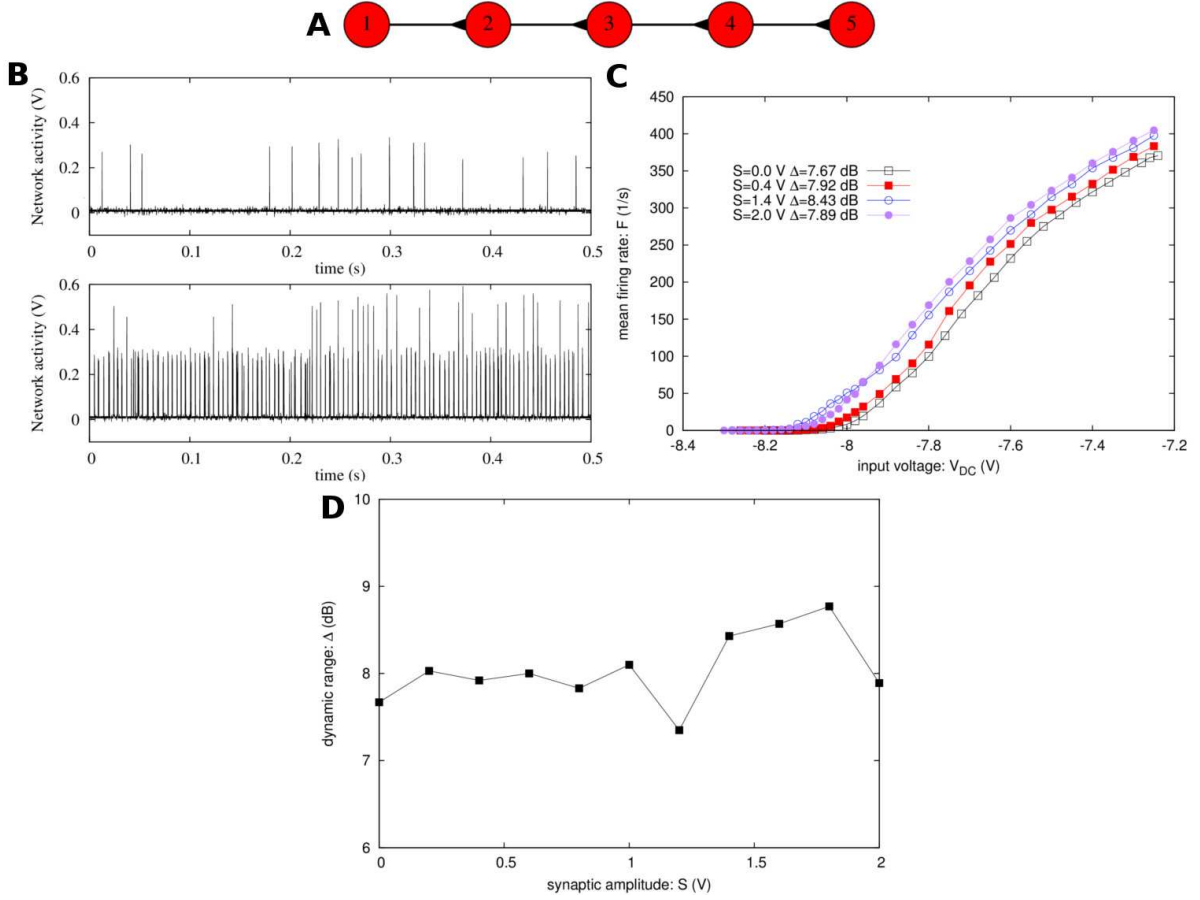 A
1 2 3 4 5
B
Network activity (V)
0.6
0.4
0.2
0
0 0.1 0.2 0.3 0.4 0.5
time (s)
Network activity (V)
0.6
0.4
0.2
0
0 0.1 0.2 0.3 0.4 0.5
time (s)
C
mean firing rate: F (1/s)
450
400
350
300
250
200
150
100
50
0
S=0.0 V Δ=7.67 dB
S=0.4 V Δ=7.92 dB
S=1.4 V Δ=8.43 dB
S=2.0 V Δ=7.89 dB
-8.4 -8.2 -8 -7.8 -7.6 -7.4 -7.2
input voltage: V_DC (V)
D
dynamic range: Δ (dB)
10
9
8
7
6
0 0.5 1 1.5 2
synaptic amplitude: S (V)